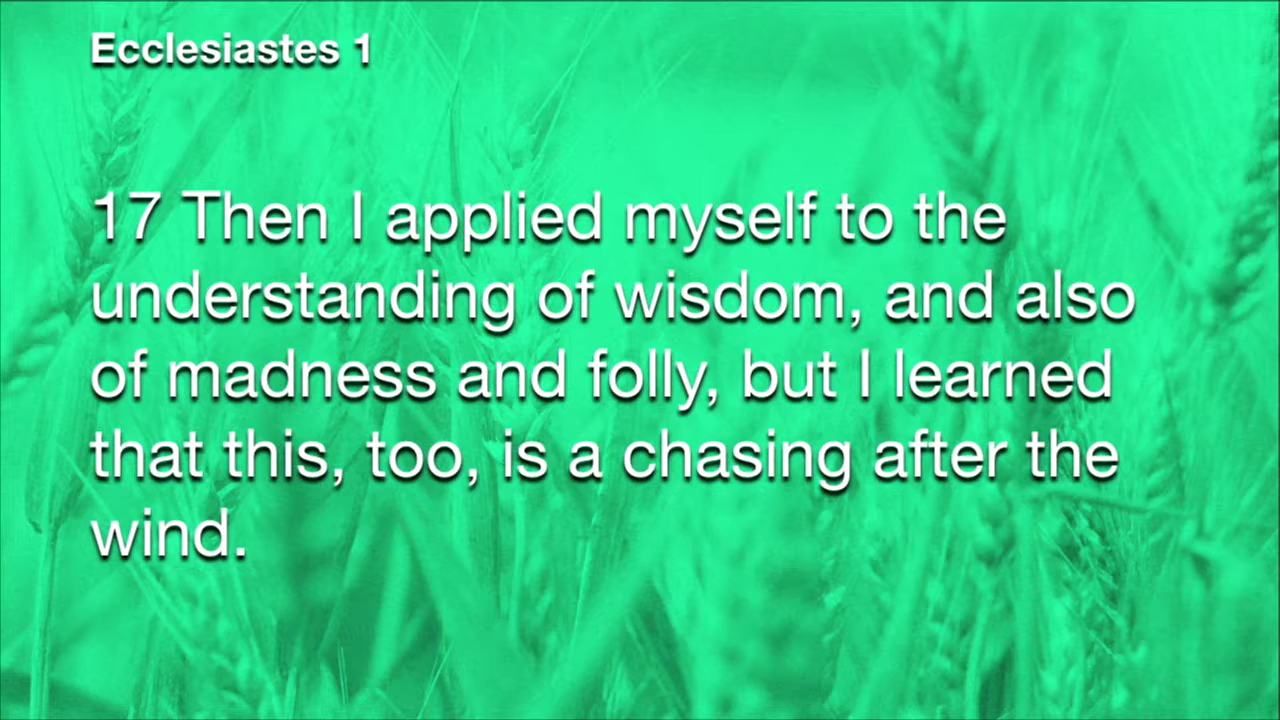 Ecclesiastes 1
17 Then I applied myself to the
understanding of wisdom, and also
of madness and folly, but I learned
that this, too, is a chasing after the
wind.